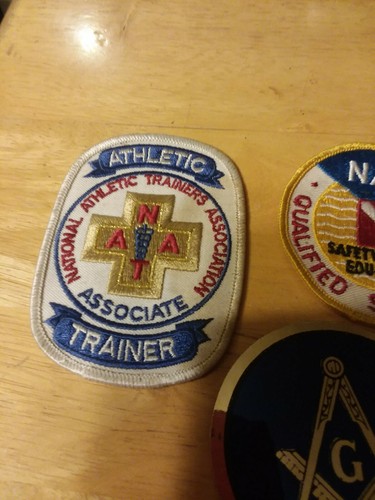 ATHLETIC
NATIONAL ATHLETIC TRAINERS ASSOCIATION
N
A A
T
ASSOCIATE
TRAINER
NA
QUALIFIED S
SAFETY
EDU
G